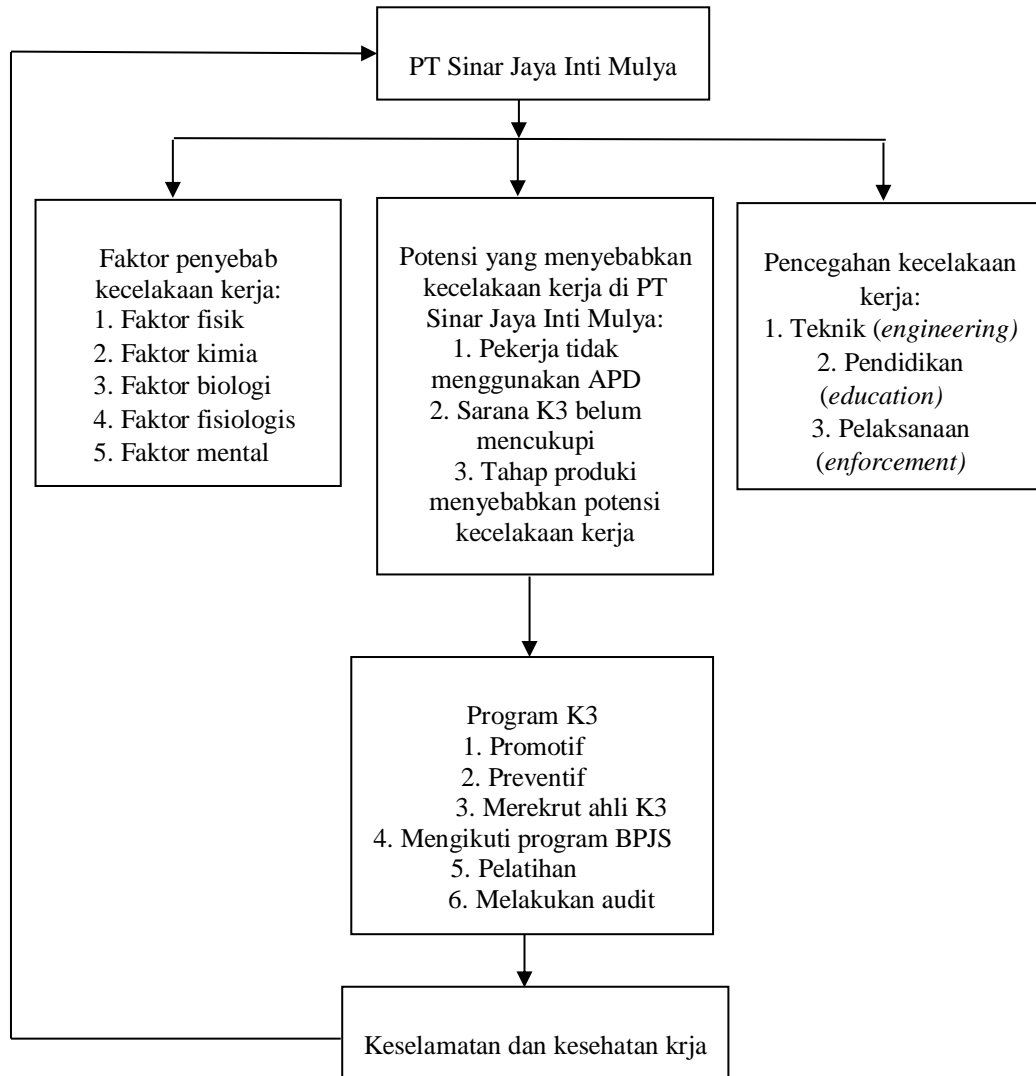 PT Sinar Jaya Inti Mulya
Faktor penyebab
kecelakaan kerja:
1. Faktor fisik
2. Faktor kimia
3. Faktor biologi
4. Faktor fisiologis
5. Faktor mental
Potensi yang menyebabkan
kecelakaan kerja di PT
Sinar Jaya Inti Mulya:
1. Pekerja tidak
menggunakan APD
2. Sarana K3 belum
mencukupi
3. Tahap produki
menyebabkan potensi
kecelakaan kerja
Pencegahan kecelakaan
kerja:
1. Teknik (engineering)
2. Pendidikan
(education)
3. Pelaksanaan
(enforcement)
Program K3
1. Promotif
2. Preventif
3. Merekrut ahli K3
4. Mengikuti program BPJS
5. Pelatihan
6. Melakukan audit
Keselamatan dan kesehatan krja